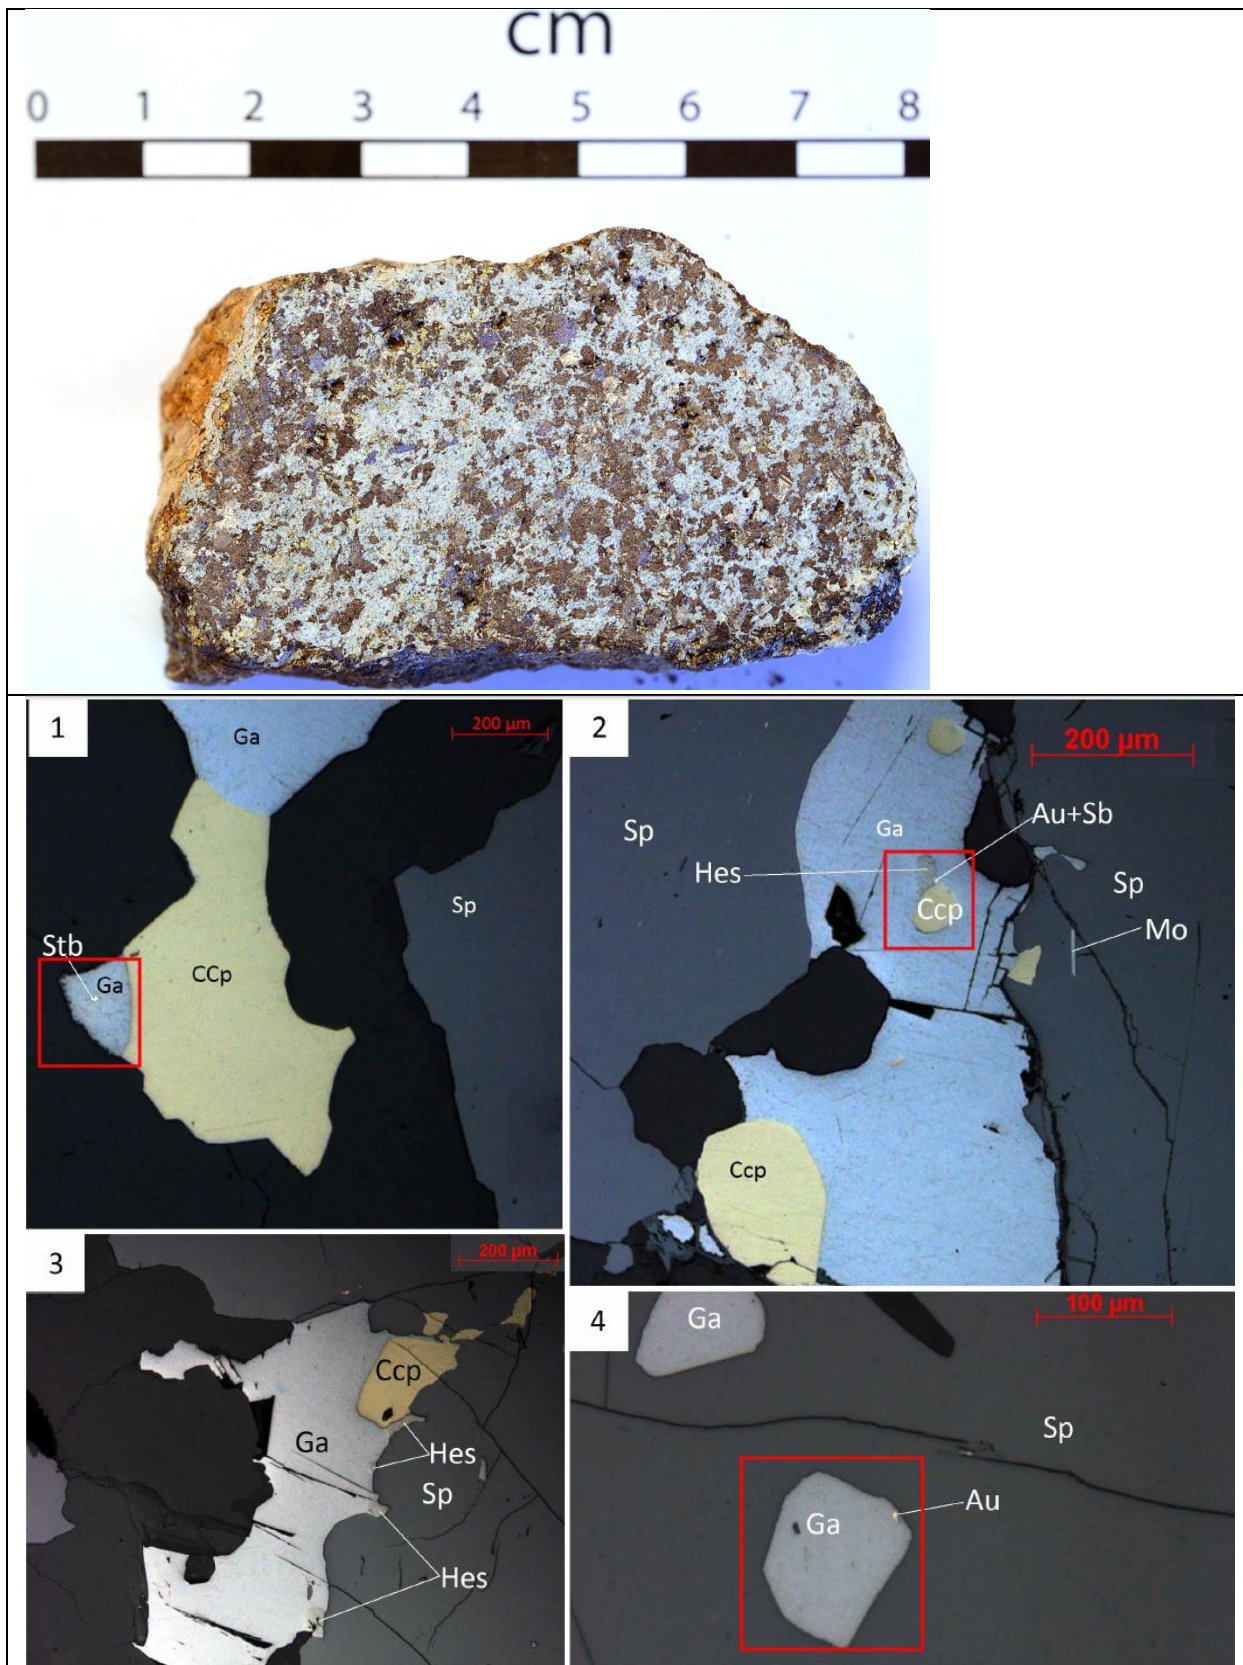 cm
0 1 2 3 4 5 6 7 8
1
200 µm
Ga
Sp
Stb
Ga
CCp
2
200 µm
Ga
Au+Sb
Sp
Hes
Ccp
Sp
Mo
Ccp
3
200 µm
Ccp
Ga
Hes
Sp
Hes
4
100 µm
Ga
Sp
Au
Ga